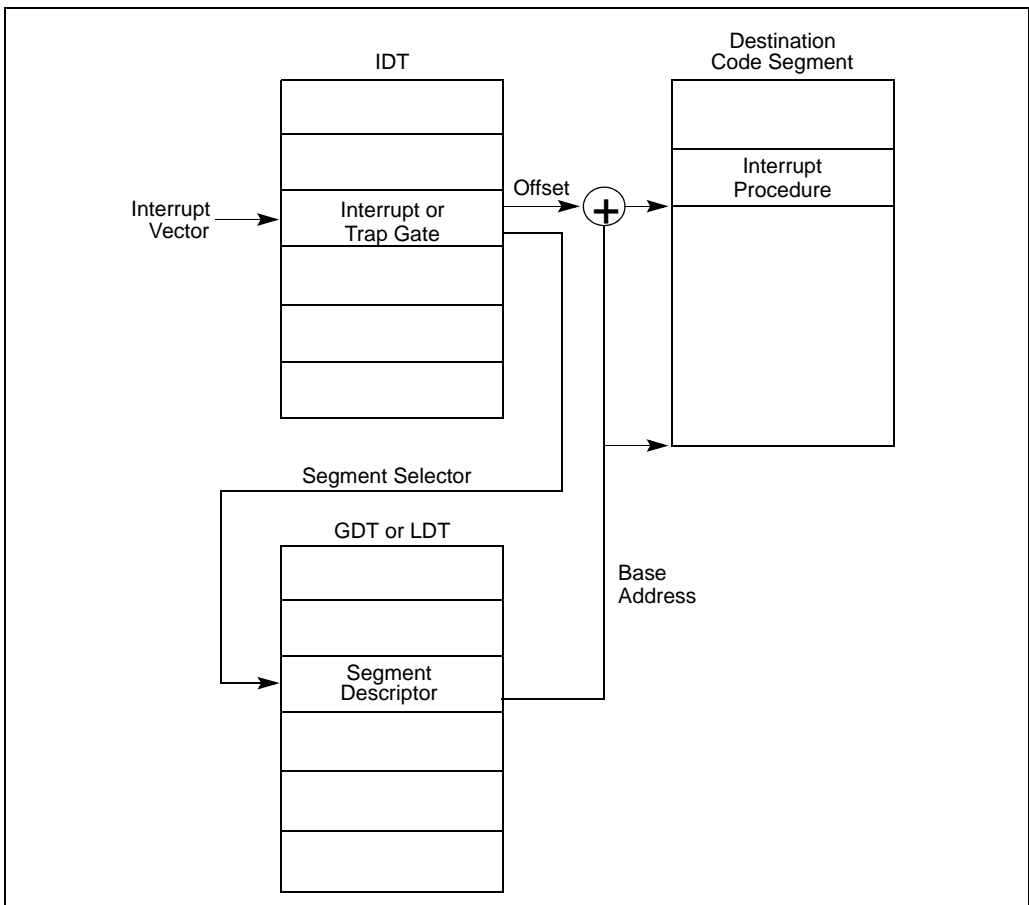 IDT
Destination
Code Segment
Interrupt
Vector
Interrupt or
Trap Gate
Offset
+
Interrupt
Procedure
Segment Selector
GDT or LDT
Base
Address
Segment
Descriptor